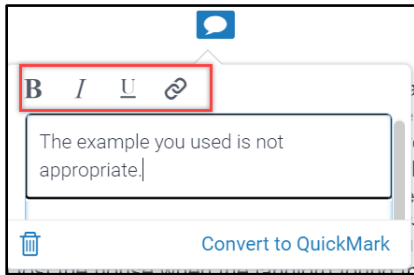 B I U
The example you used is not
appropriate.
Convert to QuickMark